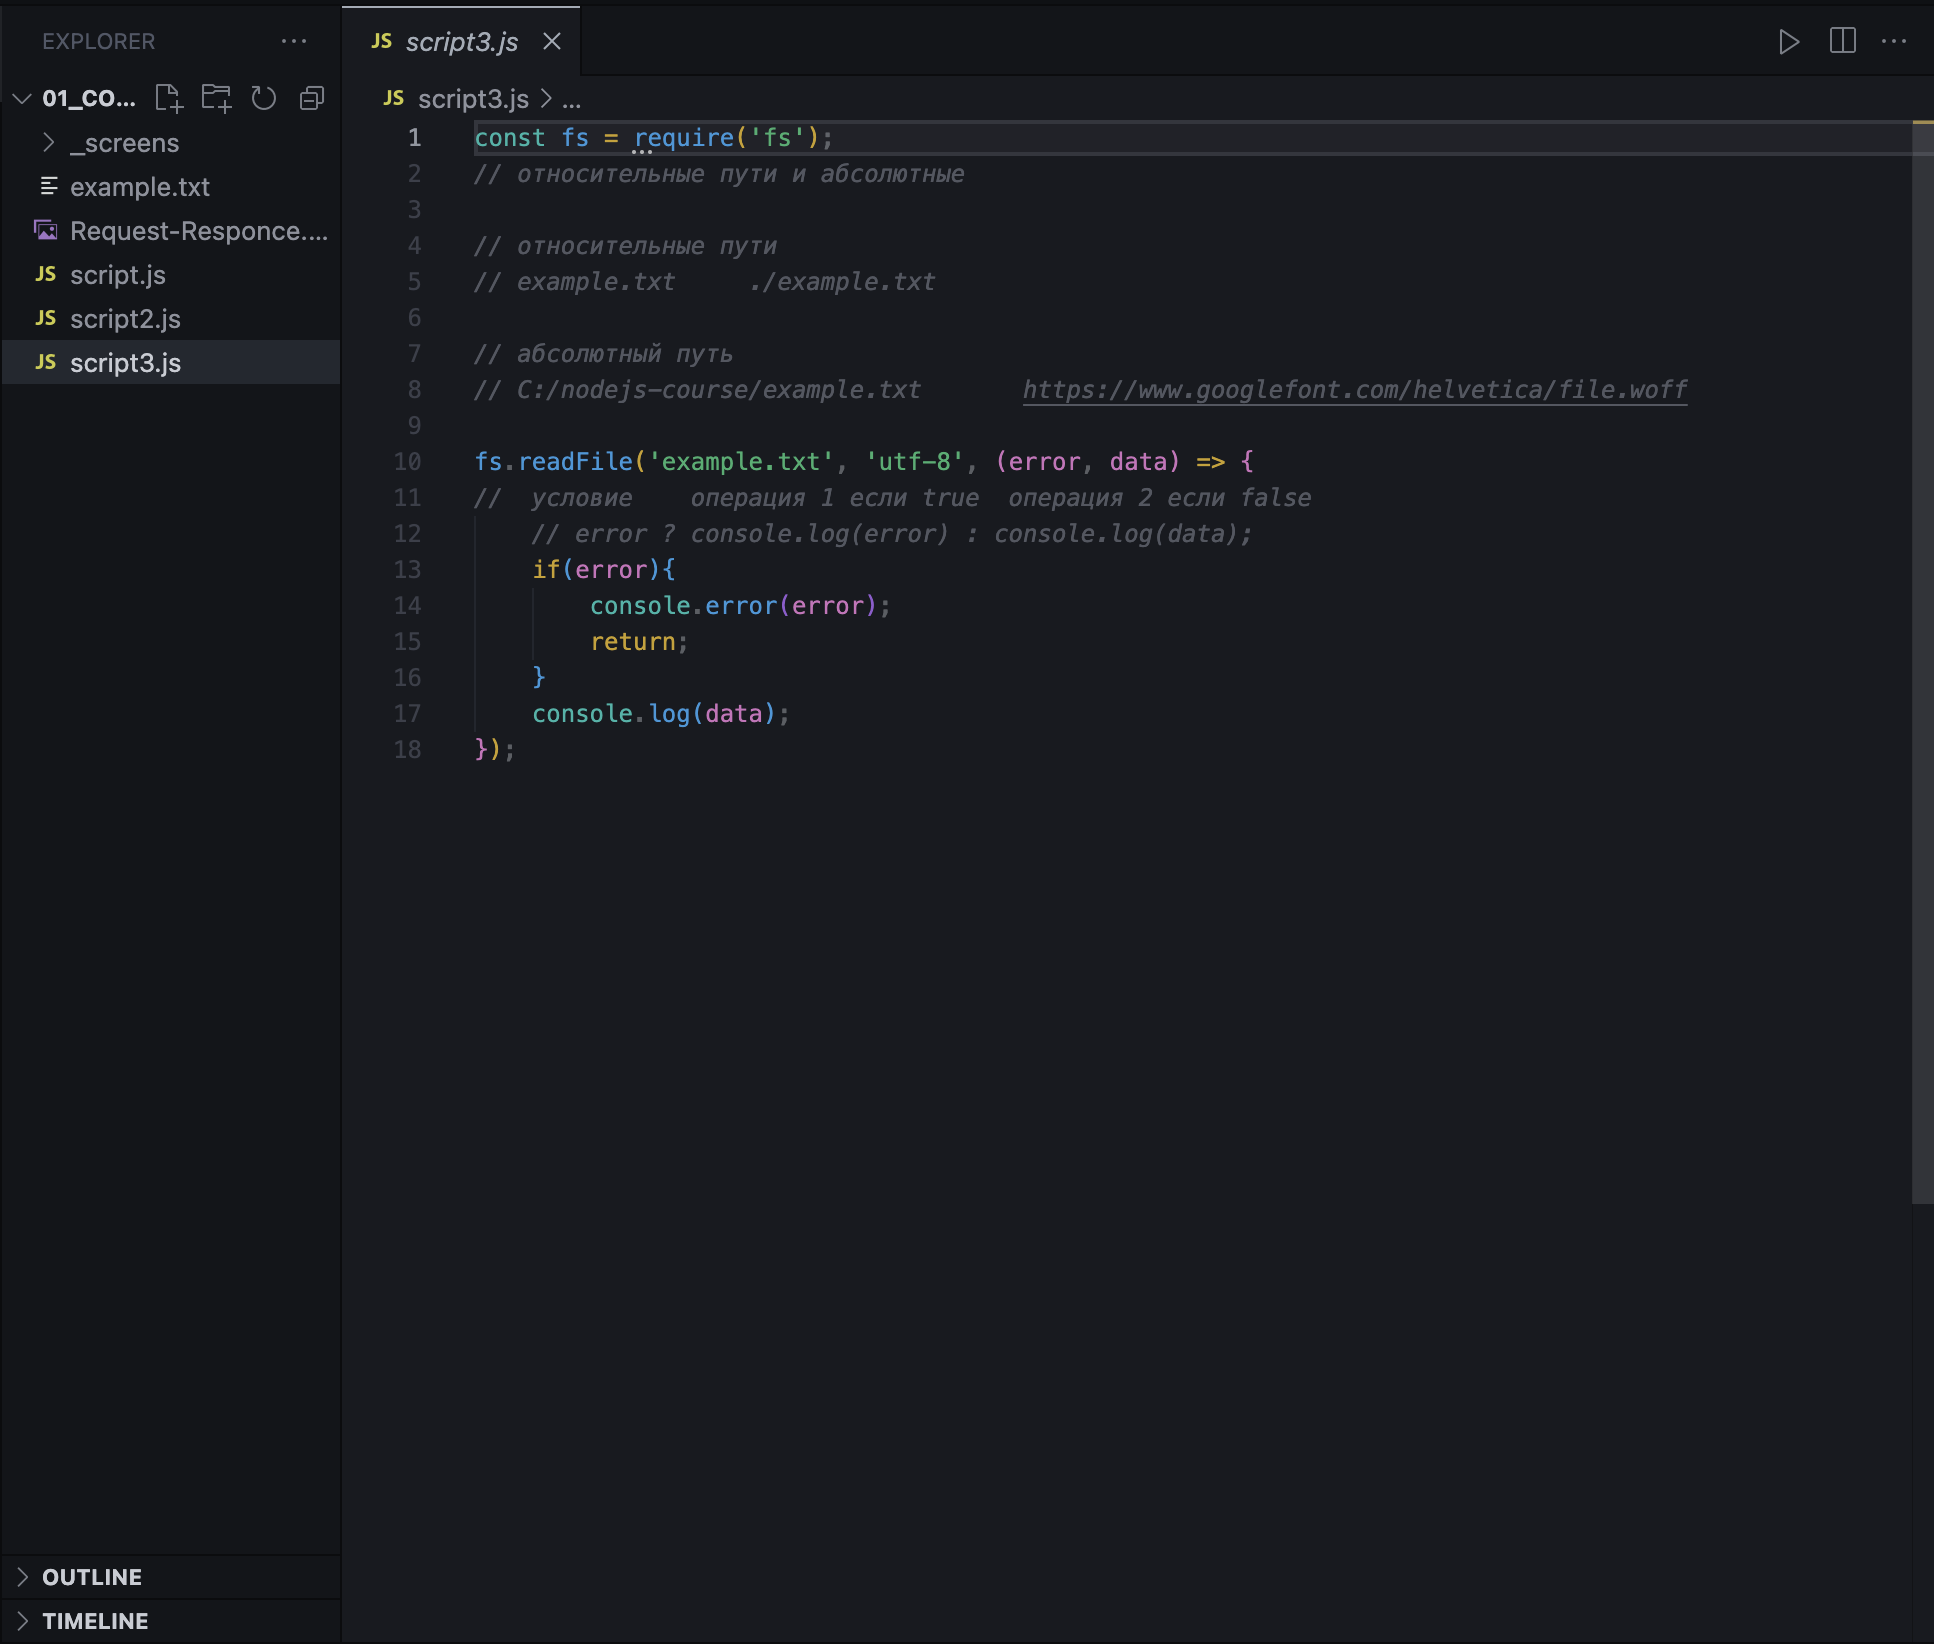 EXPLORER
01_CO...
_screens
example.txt
Request-Responce....
JS script.js
JS script2.js
JS script3.js
OUTLINE
TIMELINE
JS script3.js
JS script3.js > ...
1 const fs = require('fs');
2 // относительные пути и абсолютные
3
4 // относительные пути
5 // example.txt     ./example.txt
6
7 // абсолютный путь
8 // C:/nodejs-course/example.txt       https://www.googlefont.com/helvetica/file.woff
9
10 fs.readFile('example.txt', 'utf-8', (error, data) => {
11 //  условие    операция 1 если true  операция 2 если false
12     // error ? console.log(error) : console.log(data);
13     if(error){
14         console.error(error);
15         return;
16     }
17     console.log(data);
18 });